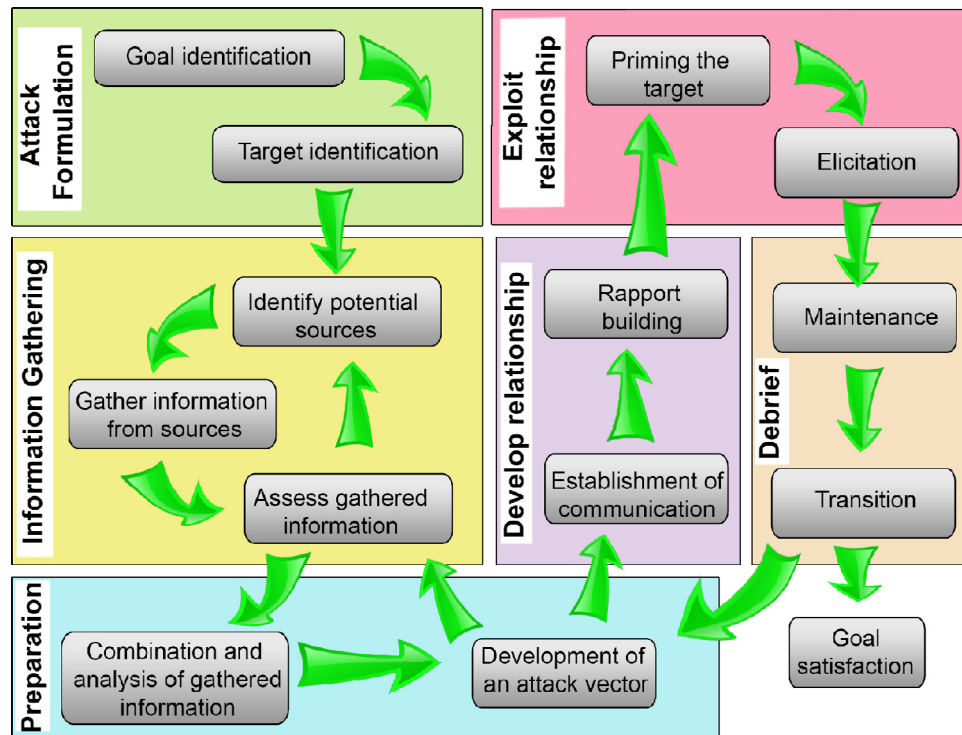 Attack
Formulation
Goal identification
Target identification
Exploit
relationship
Priming the
target
Elicitation
Information Gathering
Identify potential
sources
Gather information
from sources
Assess gathered
information
Develop relationship
Rapport
building
Establishment of
communication
Debrief
Maintenance
Transition
Preparation
Combination and
analysis of gathered
information
Development of
an attack vector
Goal
satisfaction